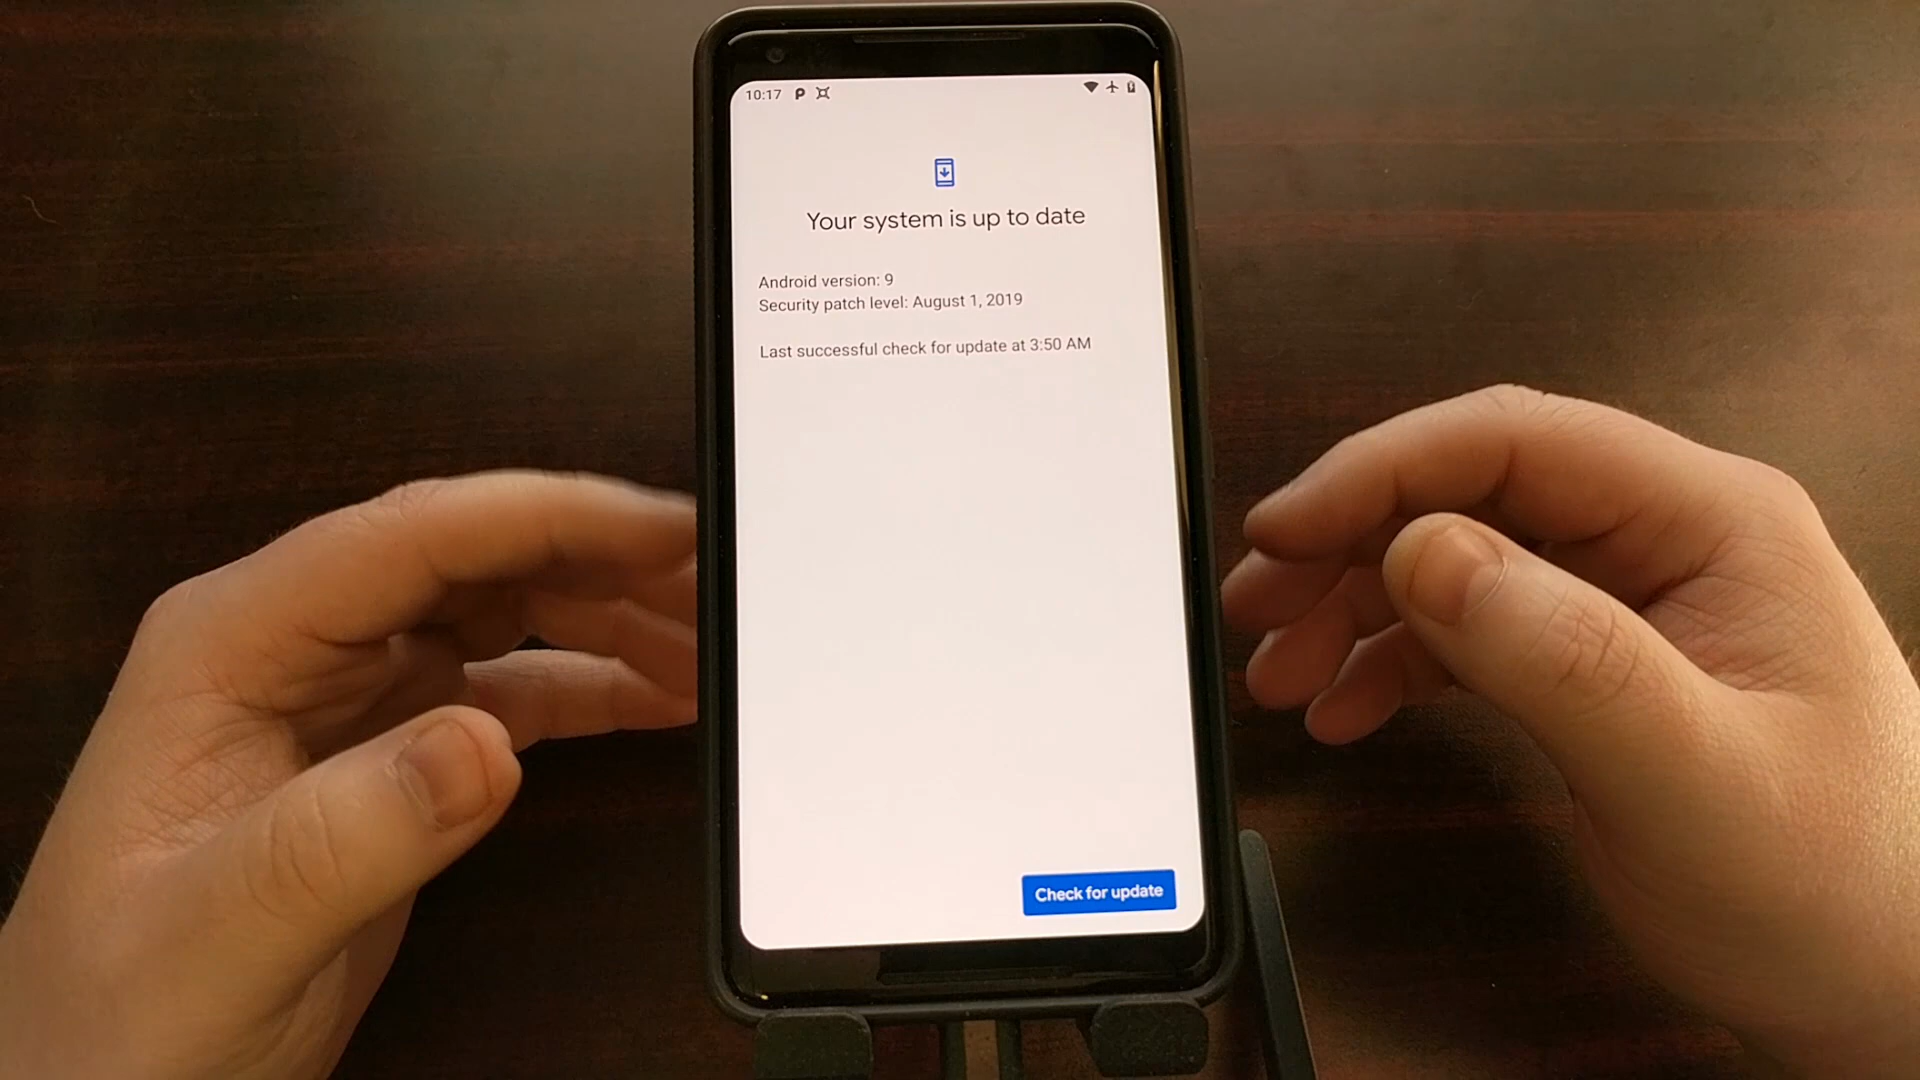 10:17
Your system is up to date
Android version: 9
Security patch level: August 1, 2019
Last successful check for update at 3:50 AM
Check for update